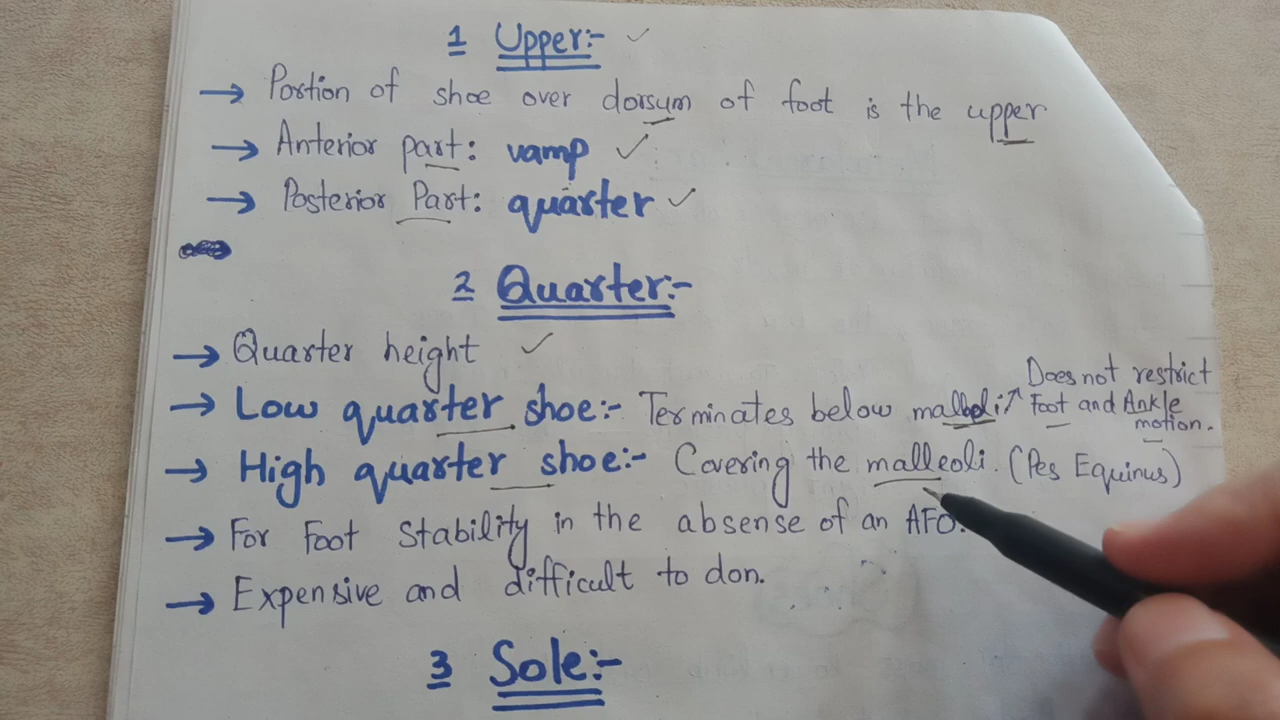 1 Upper:-
→ Portion of shoe over dorsum of foot is the upper
→ Anterior part: vamp
→ Posterior Part: quarter
2 Quarter:-
→ Quarter height
→ Low quarter shoe:- Terminates below malleoli↗ Does not restrict
Foot and Ankle
motion.
→ High quarter shoe:- Covering the malleoli. (Pes Equinus)
→ For Foot stability in the absense of an AFO.
→ Expensive and difficult to don.
3 Sole:-